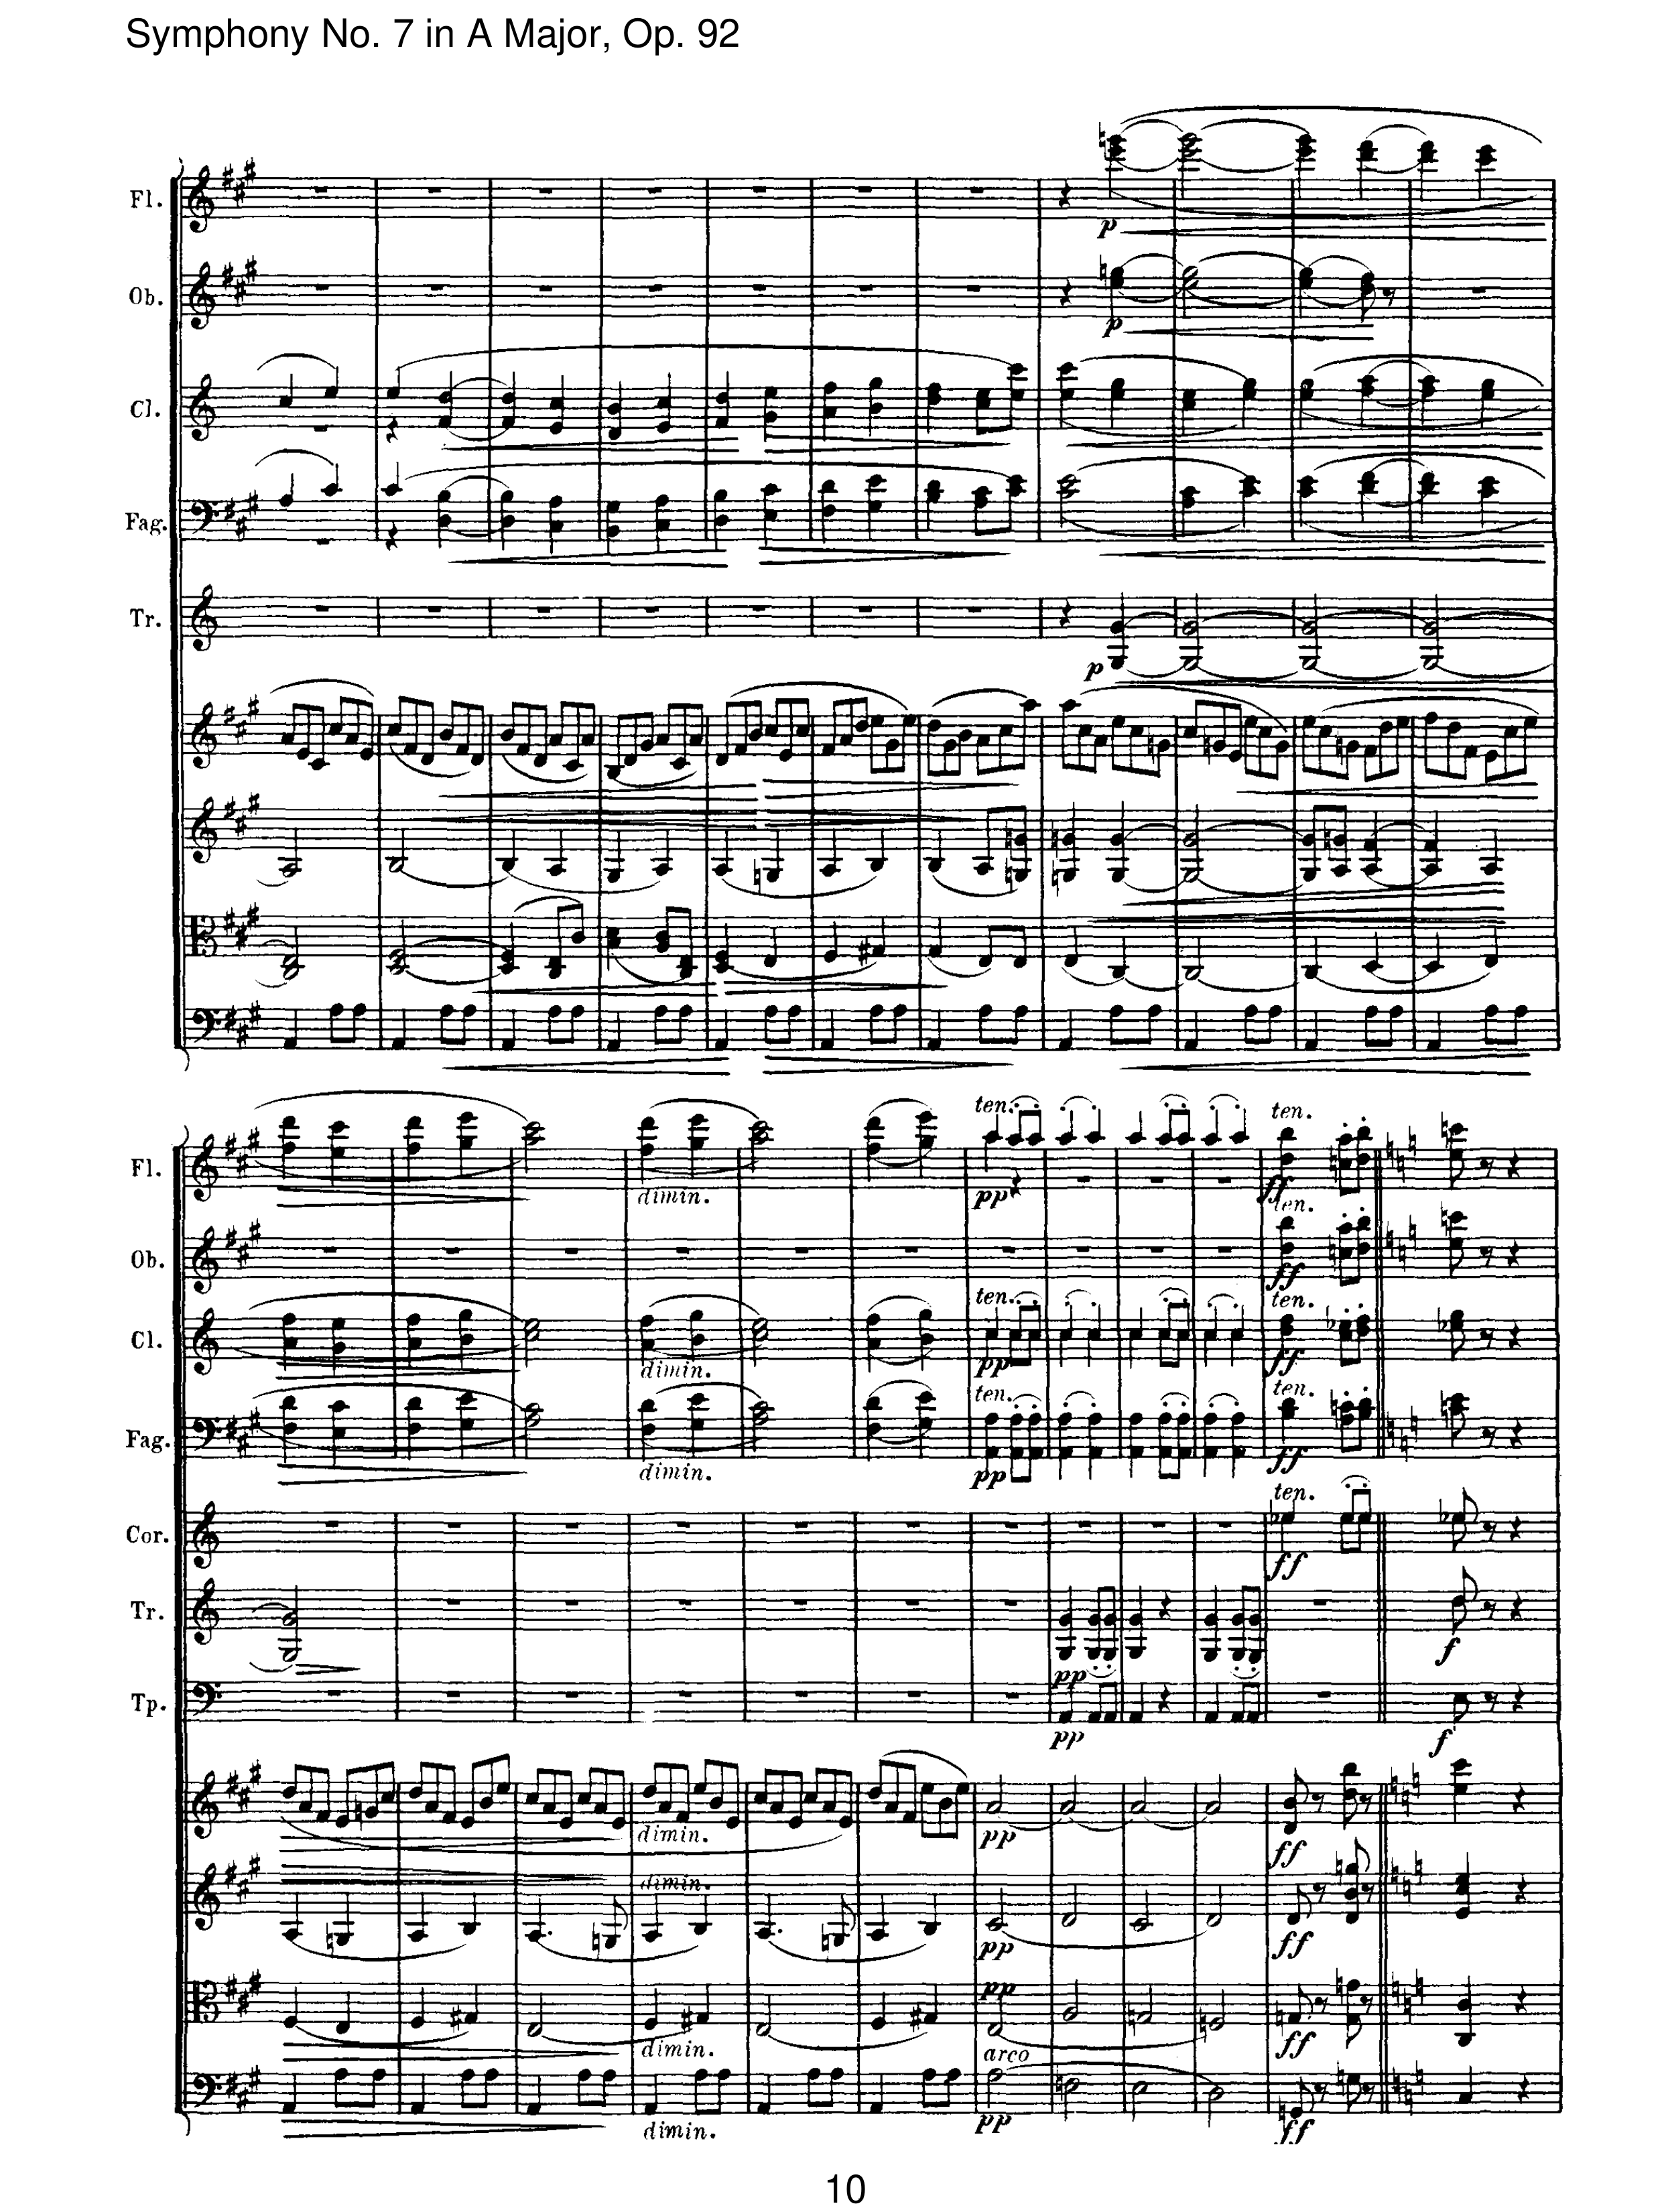 Symphony No. 7 in A Major, Op. 92
Fl.
p
Ob.
p
Cl.
Fag.
Tr.
p
ten. ten.
Fl.
dimin. pp ff
ten.
Ob.
ff
ten. ten.
Cl.
dimin. pp ff
ten. ten.
Fag.
dimin. pp ff
ten.
Cor.
ff
Tr.
pp f
Tp.
pp f
dimin. pp ff
dimin.
pp ff
pp
dimin. ff
arco
dimin. pp ff
10